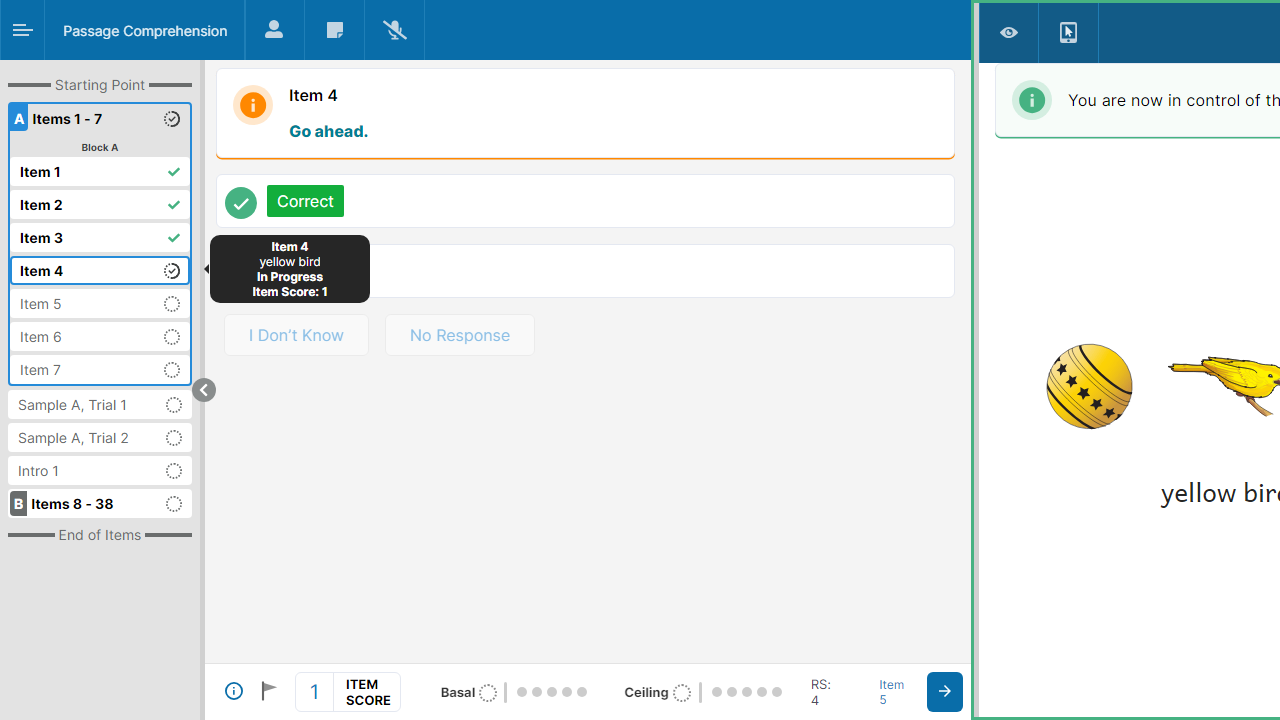 Passage Comprehension
Starting Point
A Items 1 - 7
Block A
Item 1
Item 2
Item 3
Item 4
Item 5
Item 6
Item 7
Sample A, Trial 1
Sample A, Trial 2
Intro 1
B Items 8 - 38
End of Items
Item 4
Go ahead.
Correct
Item 4
yellow bird
In Progress
Item Score: 1
I Don't Know
No Response
1
ITEM
SCORE
Basal
Ceiling
RS:
4
Item
5
You are now in control of th
yellow bir